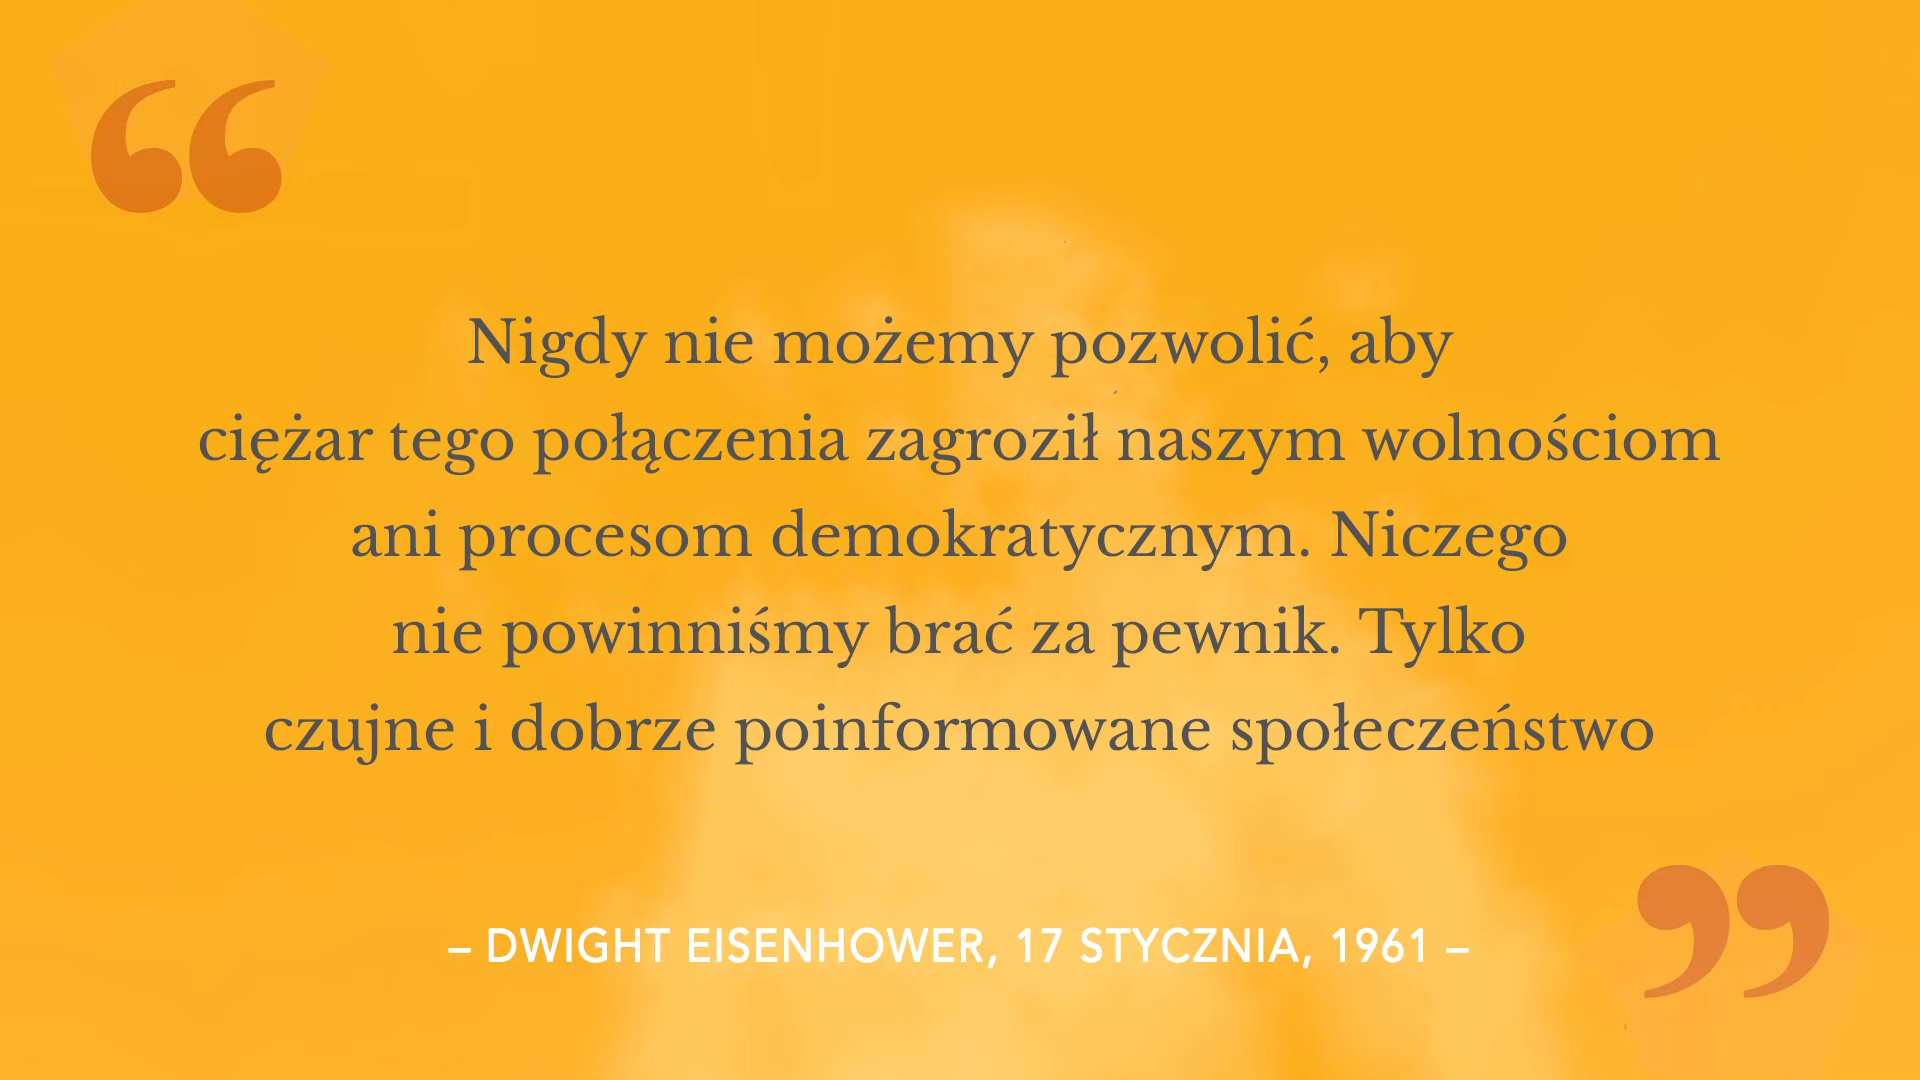 “
Nigdy nie możemy pozwolić, aby
ciężar tego połączenia zagroził naszym wolnościom
ani procesom demokratycznym. Niczego
nie powinniśmy brać za pewnik. Tylko
czujne i dobrze poinformowane społeczeństwo
– DWIGHT EISENHOWER, 17 STYCZNIA, 1961 –
”